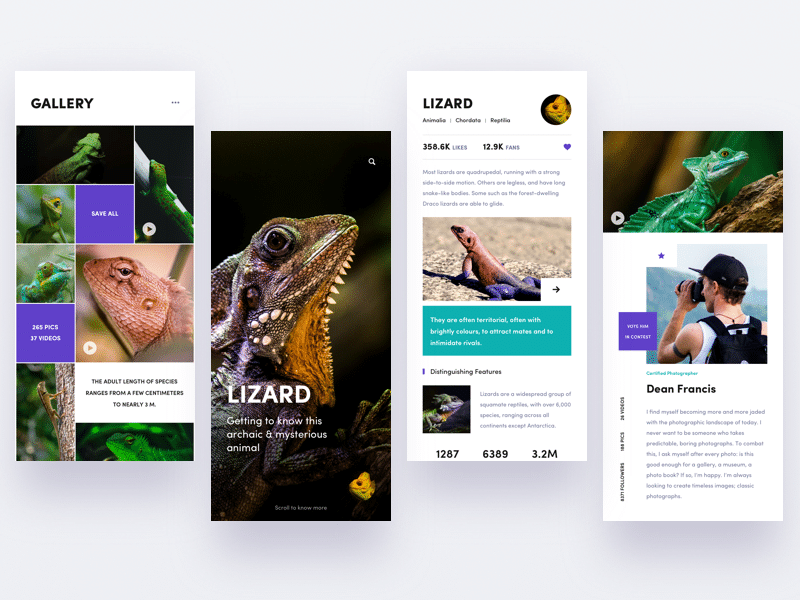 GALLERY
SAVE ALL
265 PICS
37 VIDEOS
THE ADULT LENGTH OF SPECIES
RANGES FROM A FEW CENTIMETERS
TO NEARLY 3 M.
LIZARD
Getting to know this
archaic & mysterious
animal
Scroll to know more
LIZARD
Animalia | Chordata | Reptilia
358.6K LIKES 12.9K FANS
Most lizards are quadrupedal, running with a strong
side-to-side motion. Others are legless, and have long
snake-like bodies. Some such as the forest-dwelling
Draco lizards are able to glide.
They are often territorial, often with
brightly colours, to attract mates and to
intimidate rivals.
Distinguishing Features
Lizards are a widespread group of
squamate reptiles, with over 6,000
species, ranging across all
continents except Antarctica.
1287 6389 3.2M
VOTE HIM
IN CONTEST
Certified Photographer
Dean Francis
I find myself becoming more and more jaded
with the photographic landscape of today. I
never want to be someone who takes
predictable, boring photographs. To combat
this, I ask myself after every photo: is this
good enough for a gallery, a museum, a
photo book? If so, I'm happy. I'm always
looking to create timeless images: classic
photographs.
26 VIDEOS
188 PICS
8371 FOLLOWERS